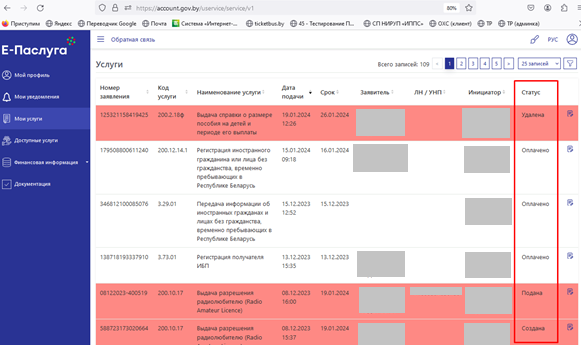 https://account.gov.by/uservice/service/v1
80%
Приступим Яндекс Переводчик Google Почта Система «Интернет-... ticketbus.by 45 - Тестирование П... СП НИРУП «ИППС» ОХС (клиент) ТР ТР (админка)
Е-Паслуга
Обратная связь
РУС
Мой профиль
Мои уведомления
Мои услуги
Доступные услуги
Финансовая информация
Документация
Услуги
Всего записей: 109 « 1 2 3 4 5 » 25 записей
Номер заявления Код услуги Наименование услуги Дата подачи Срок Заявитель ЛН / УНП Инициатор Статус
125321158419425 200.2.18ф Выдача справки о размере пособия на детей и периоде его выплаты 19.01.2024 12:26 26.01.2024 Удалена
179508800611240 200.12.14.1 Регистрация иностранного гражданина или лица без гражданства, временно пребывающих в Республике Беларусь 15.01.2024 09:18 16.01.2024 Оплачено
346812100085076 3.29.01 Передача информации об иностранных гражданах и лицах без гражданства, временно пребывающих в Республике Беларусь 15.12.2023 12:52 15.12.2023 Оплачено
138718193337910 3.73.01 Регистрация получателя ИБП 13.12.2023 15:35 13.12.2023 Оплачено
08122023-400519 200.10.17 Выдача разрешения радиолюбителю (Radio Amateur Licence) 08.12.2023 16:00 19.01.2024 Подана
588723173020664 200.10.17 Выдача разрешения радиолюбителю (Radio 08.12.2023 15:37 19.01.2024 Создана